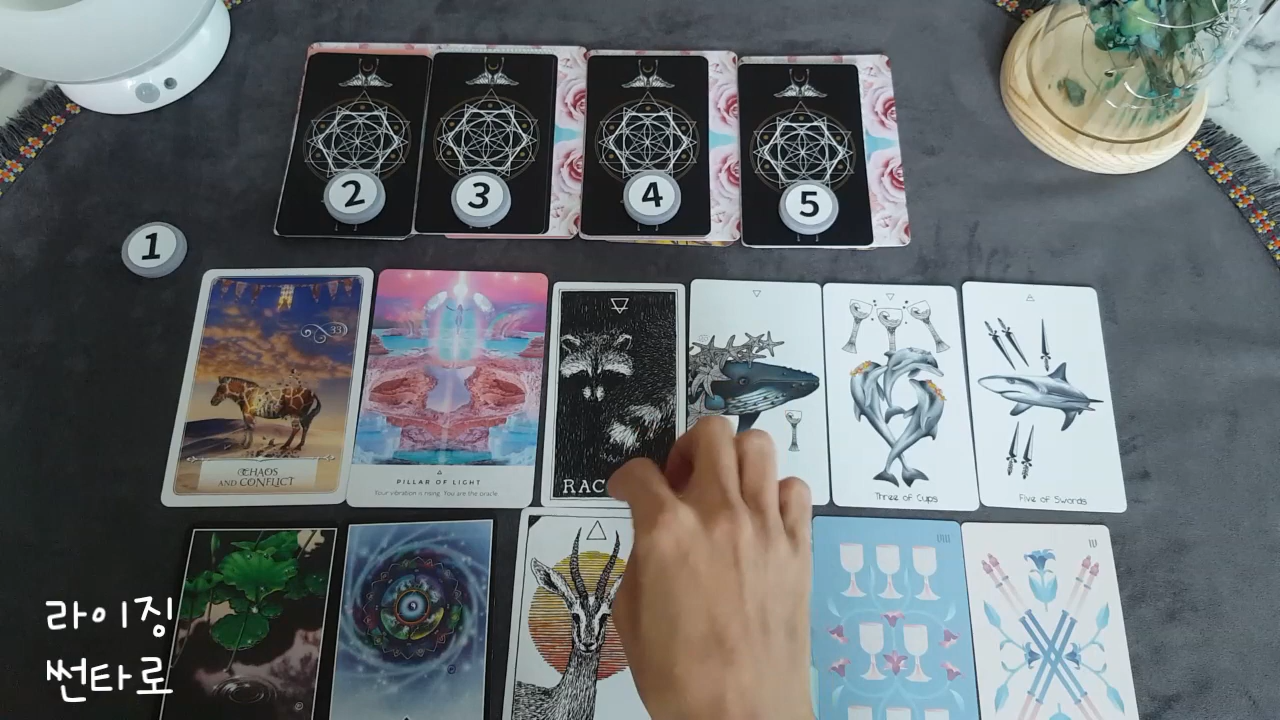 2
3
4
5
1
33
CHAOS
AND CONFLICT
PILLAR OF LIGHT
Your vibration is rising. You are the oracle.
RAC
Three of Cups
Five of Swords
라이징
썬타로